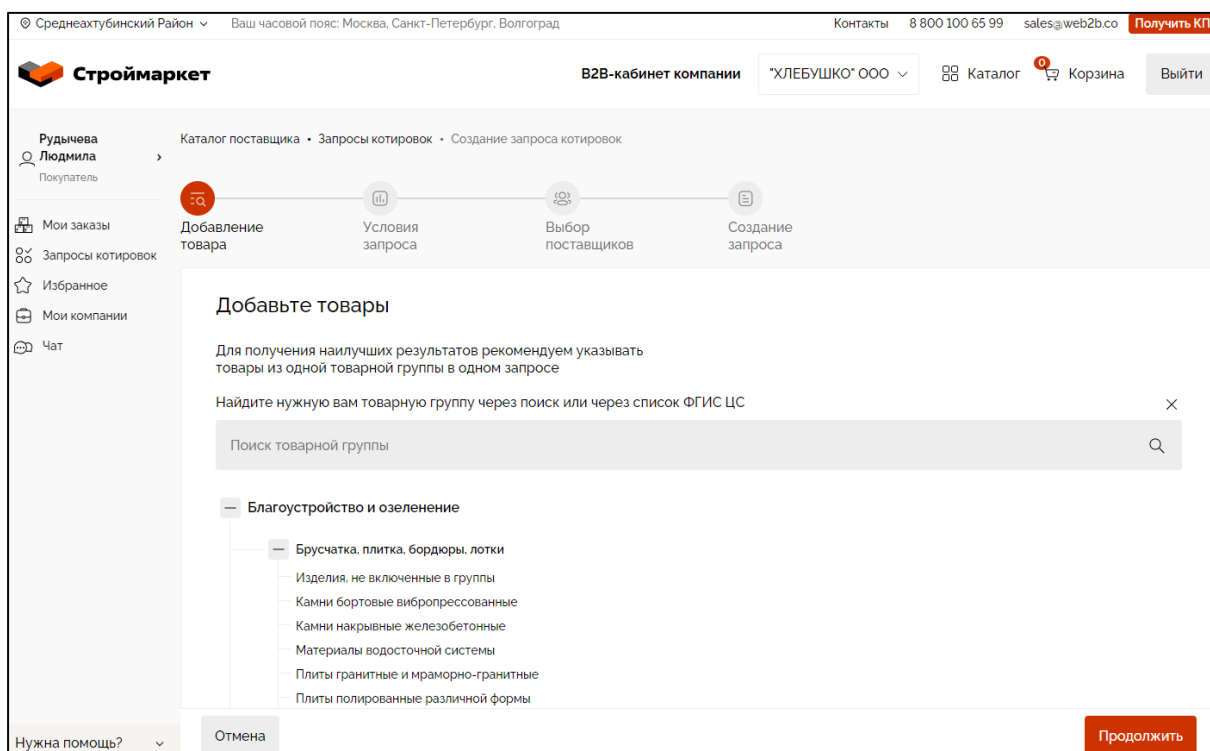 Среднеахтубинский Район
Ваш часовой пояс: Москва, Санкт-Петербург, Волгоград
Контакты
8 800 100 65 99
sales@web2b.co
Получить КП
Строймаркет
B2B-кабинет компании
"ХЛЕБУШКО" ООО
Каталог
0
Корзина
Выйти
Рудычева
Людмила
Покупатель
Мои заказы
Запросы котировок
Избранное
Мои компании
Чат
Каталог поставщика • Запросы котировок • Создание запроса котировок
Добавление
товара
Условия
запроса
Выбор
поставщиков
Создание
запроса
Добавьте товары
Для получения наилучших результатов рекомендуем указывать
товары из одной товарной группы в одном запросе
Найдите нужную вам товарную группу через поиск или через список ФГИС ЦС
Поиск товарной группы
Благоустройство и озеленение
Брусчатка, плитка, бордюры, лотки
Изделия, не включенные в группы
Камни бортовые вибропрессованные
Камни накрывные железобетонные
Материалы водосточной системы
Плиты гранитные и мраморно-гранитные
Плиты полированные различной формы
Нужна помощь?
Отмена
Продолжить